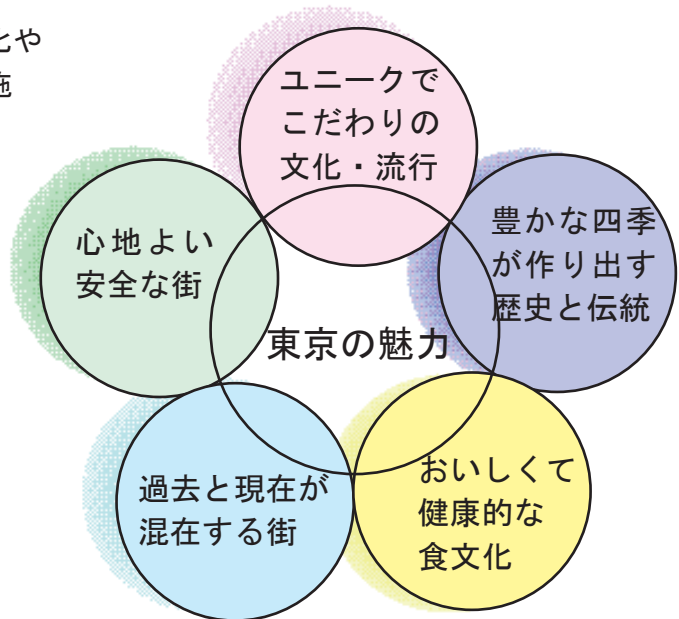 とや
施
ユニークで
こだわりの
文化・流行
心地よい
安全な街
豊かな四季
が作り出す
歴史と伝統
東京の魅力
過去と現在が
混在する街
おいしくて
健康的な
食文化